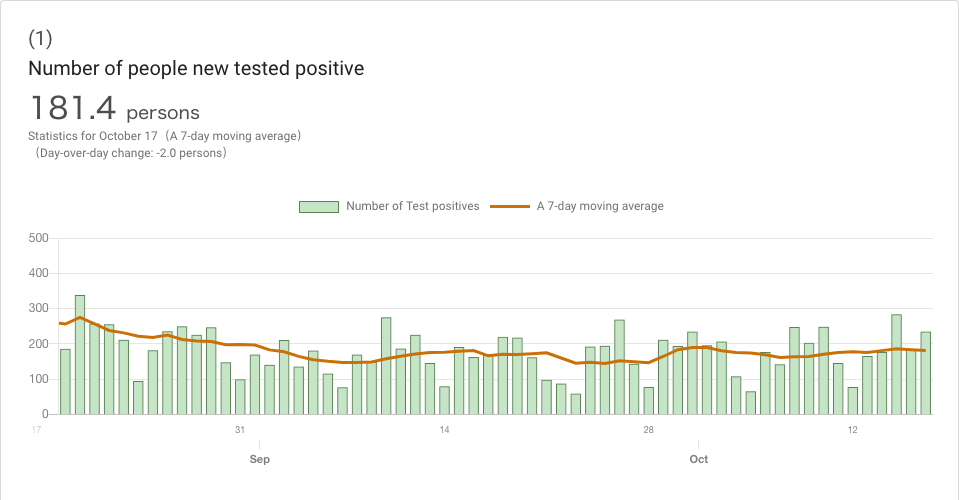 (1)
Number of people new tested positive
181.4 persons
Statistics for October 17（A 7-day moving average）
（Day-over-day change: -2.0 persons）
Number of Test positives A 7-day moving average
500
400
300
200
100
0
17 31 14 28 12
Sep Oct